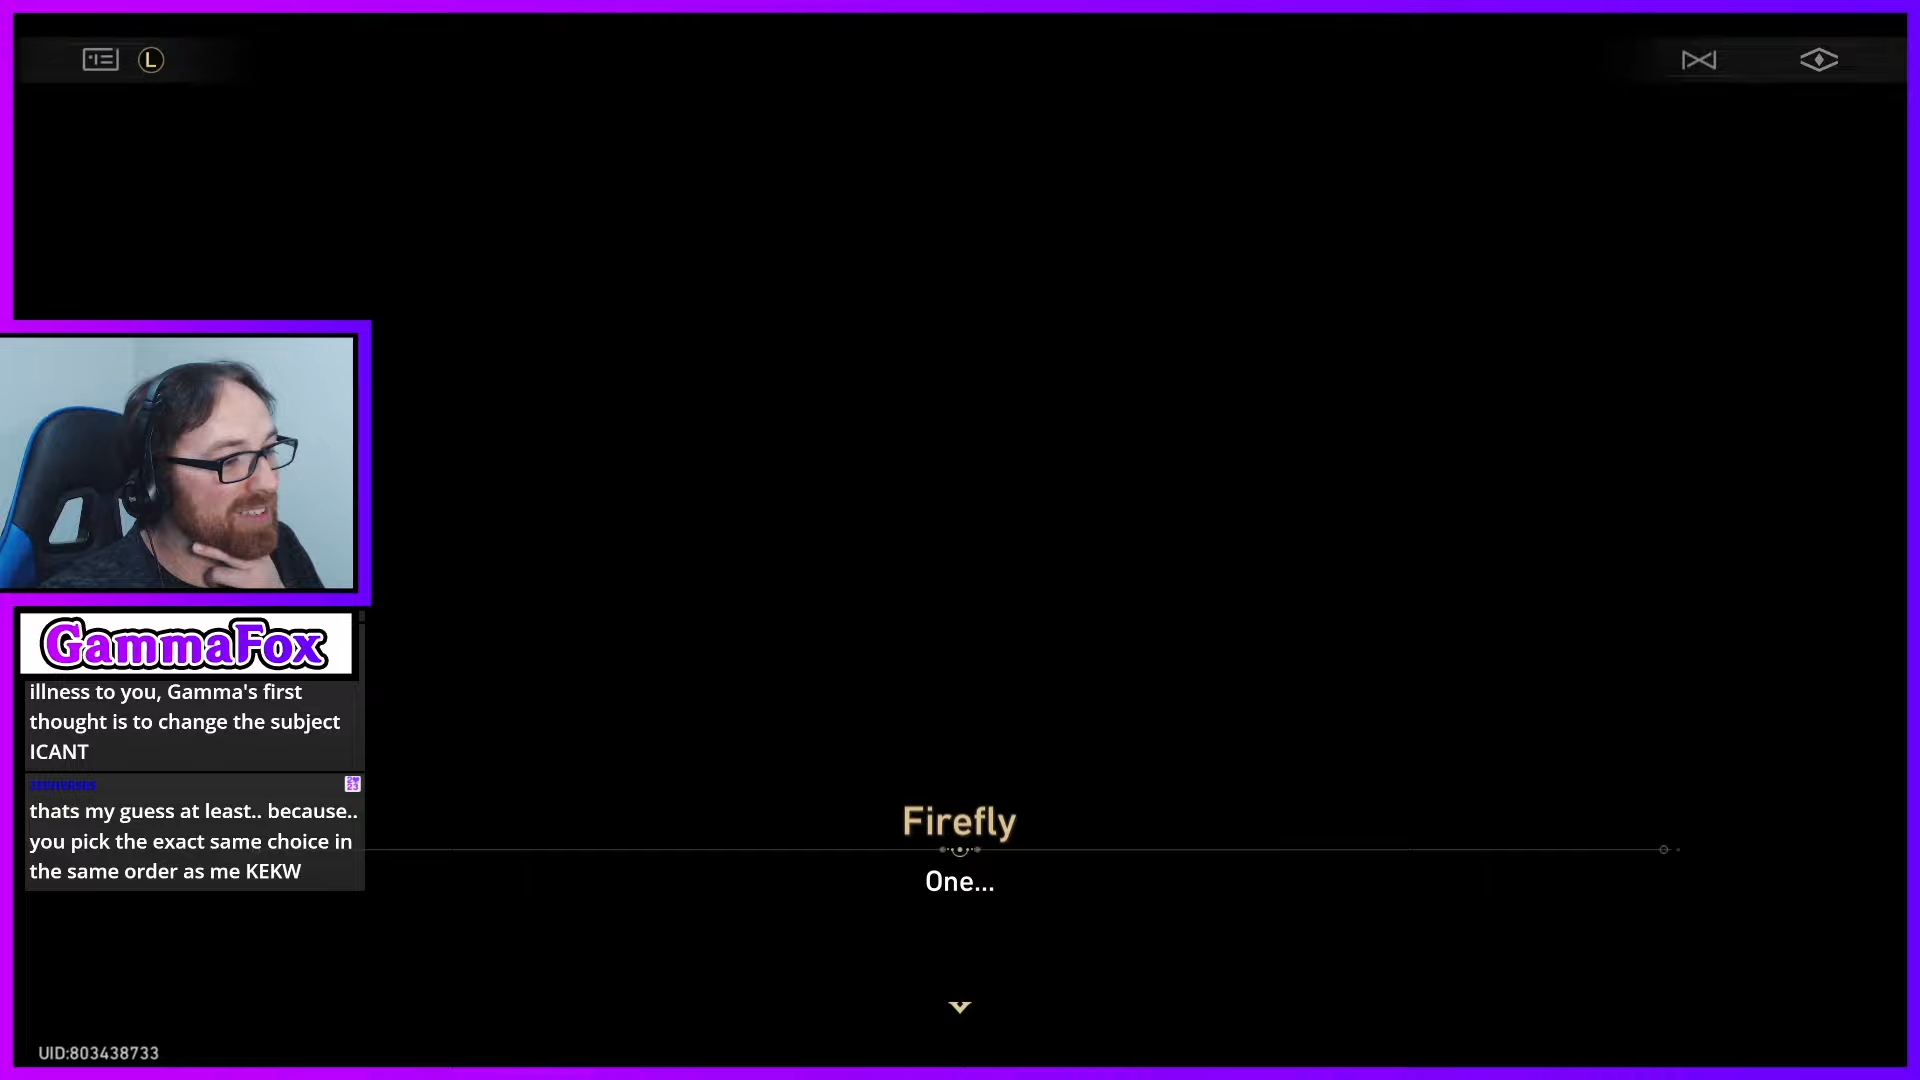 L
GammaFox
illness to you, Gamma's first
thought is to change the subject
ICANT
23
thats my guess at least.. because..
you pick the exact same choice in
the same order as me KEKW
Firefly
One...
UID:803438733